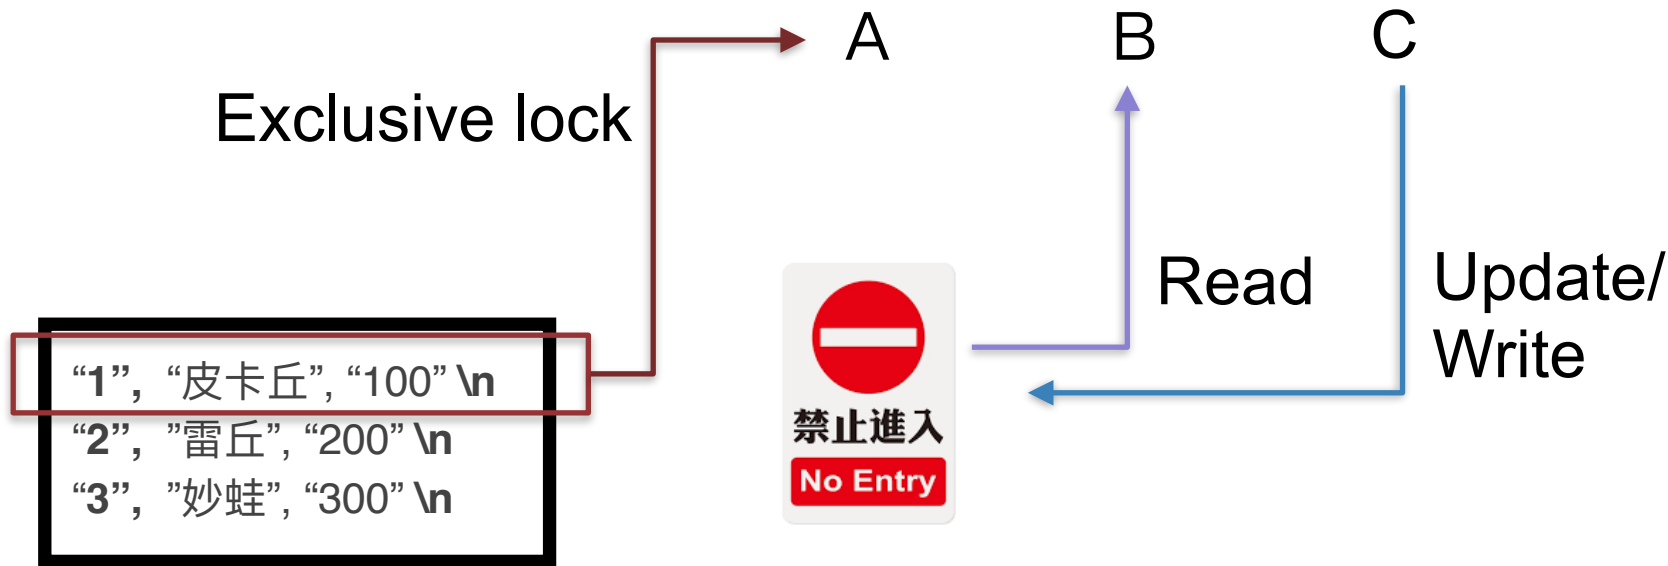 A B C
Exclusive lock
Read
Update/
Write
“1”, “皮卡丘”, “100” \n
“2”, ”雷丘”, “200” \n
“3”, ”妙蛙”, “300” \n
禁止進入
No Entry